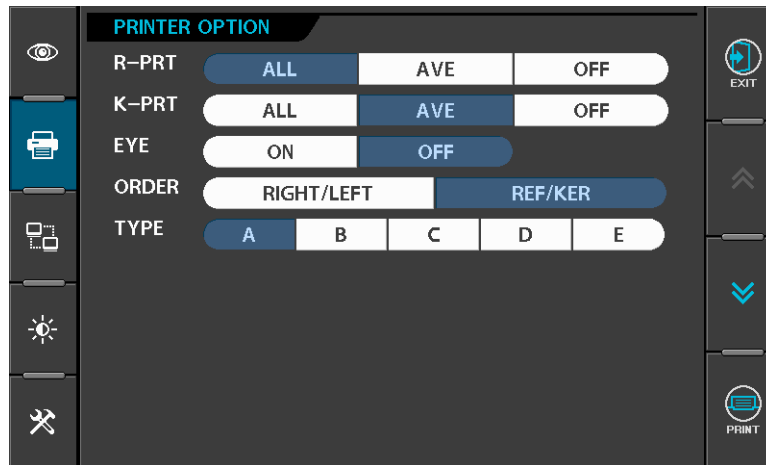 PRINTER OPTION
EXIT
R-PRT ALL AVE OFF
K-PRT ALL AVE OFF
EYE ON OFF
ORDER RIGHT/LEFT REF/KER
TYPE A B C D E
PRINT